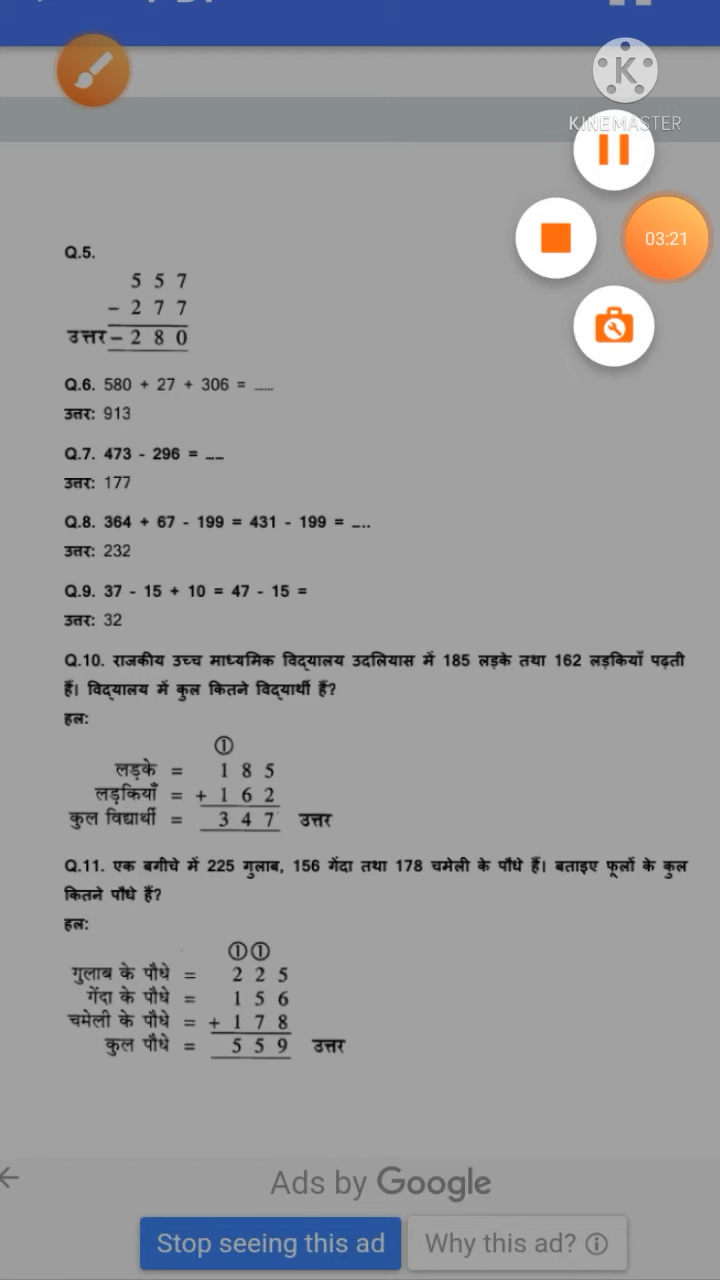 KINEMASTER
03:21
Q.5.
5 5 7
– 2 7 7
उत्तर – 2 8 0
Q.6. 580 + 27 + 306 = .....
उत्तर: 913
Q.7. 473 - 296 = ---
उत्तर: 177
Q.8. 364 + 67 - 199 = 431 - 199 = ----
उत्तर: 232
Q.9. 37 - 15 + 10 = 47 - 15 =
उत्तर: 32
Q.10. राजकीय उच्च माध्यमिक विद्यालय उदलियास में 185 लड़के तथा 162 लड़कियाँ पढ़ती
हैं। विद्यालय में कुल कितने विद्यार्थी हैं?
हल:
①
लड़के = 1 8 5
लड़कियाँ = + 1 6 2
कुल विद्यार्थी = 3 4 7 उत्तर
Q.11. एक बगीचे में 225 गुलाब, 156 गेंदा तथा 178 चमेली के पौधे हैं। बताइए फूलों के कुल
कितने पौधे हैं?
हल:
①①
गुलाब के पौधे = 2 2 5
गेंदा के पौधे = 1 5 6
चमेली के पौधे = + 1 7 8
कुल पौधे = 5 5 9 उत्तर
Ads by Google
Stop seeing this ad
Why this ad?